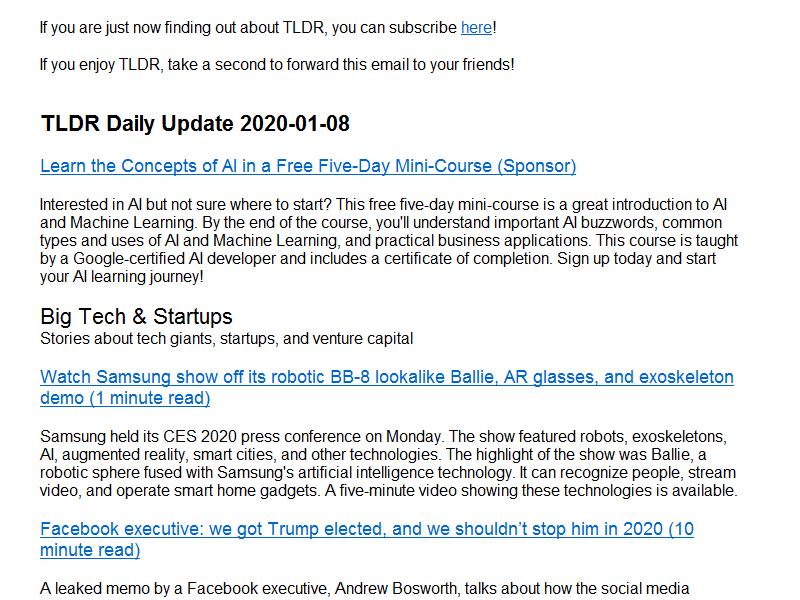 If you are just now finding out about TLDR, you can subscribe here!
If you enjoy TLDR, take a second to forward this email to your friends!
TLDR Daily Update 2020-01-08
Learn the Concepts of AI in a Free Five-Day Mini-Course (Sponsor)
Interested in AI but not sure where to start? This free five-day mini-course is a great introduction to AI
and Machine Learning. By the end of the course, you'll understand important AI buzzwords, common
types and uses of AI and Machine Learning, and practical business applications. This course is taught
by a Google-certified AI developer and includes a certificate of completion. Sign up today and start
your AI learning journey!
Big Tech & Startups
Stories about tech giants, startups, and venture capital
Watch Samsung show off its robotic BB-8 lookalike Ballie, AR glasses, and exoskeleton
demo (1 minute read)
Samsung held its CES 2020 press conference on Monday. The show featured robots, exoskeletons,
AI, augmented reality, smart cities, and other technologies. The highlight of the show was Ballie, a
robotic sphere fused with Samsung's artificial intelligence technology. It can recognize people, stream
video, and operate smart home gadgets. A five-minute video showing these technologies is available.
Facebook executive: we got Trump elected, and we shouldn’t stop him in 2020 (10
minute read)
A leaked memo by a Facebook executive, Andrew Bosworth, talks about how the social media